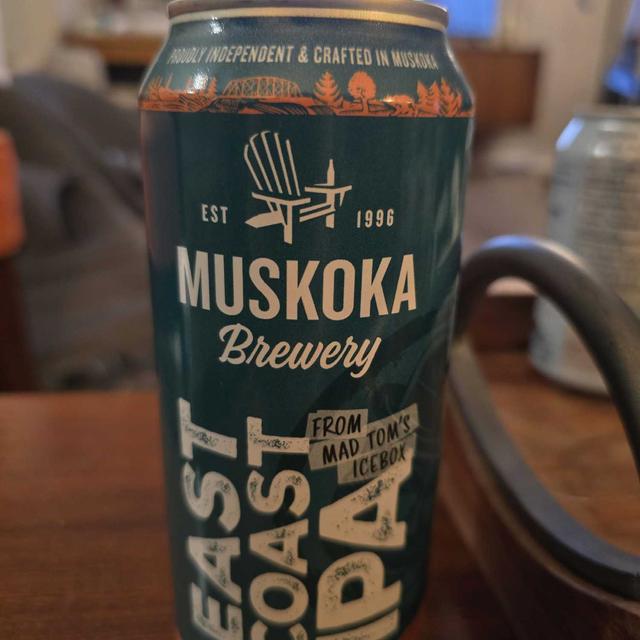 PROUDLY INDEPENDENT & CRAFTED IN MUSKOKA
EST 1996
MUSKOKA
Brewery
FROM
MAD TOM'S
ICEBOX
EAST
COAST
IPA